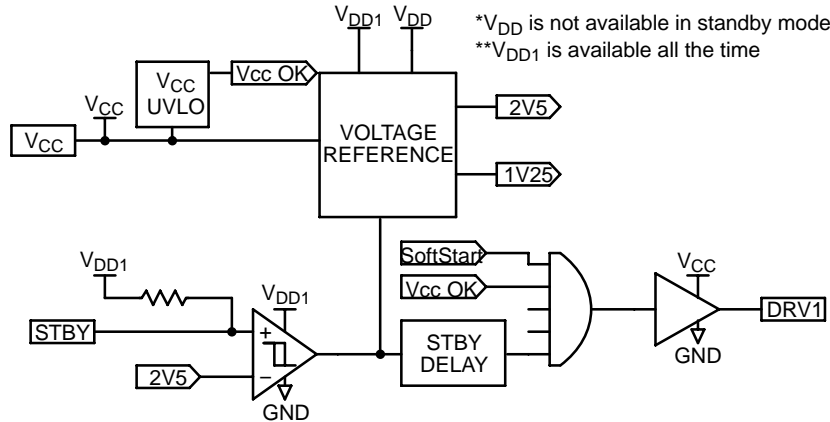 VDD1
VDD
*VDD is not available in standby mode
**VDD1 is available all the time
VCC
UVLO
Vcc OK
VCC
VCC
VOLTAGE
REFERENCE
2V5
1V25
SoftStart
Vcc OK
VDD1
VDD1
VCC
STBY
+
STBY
DELAY
DRV1
2V5
−
GND
GND